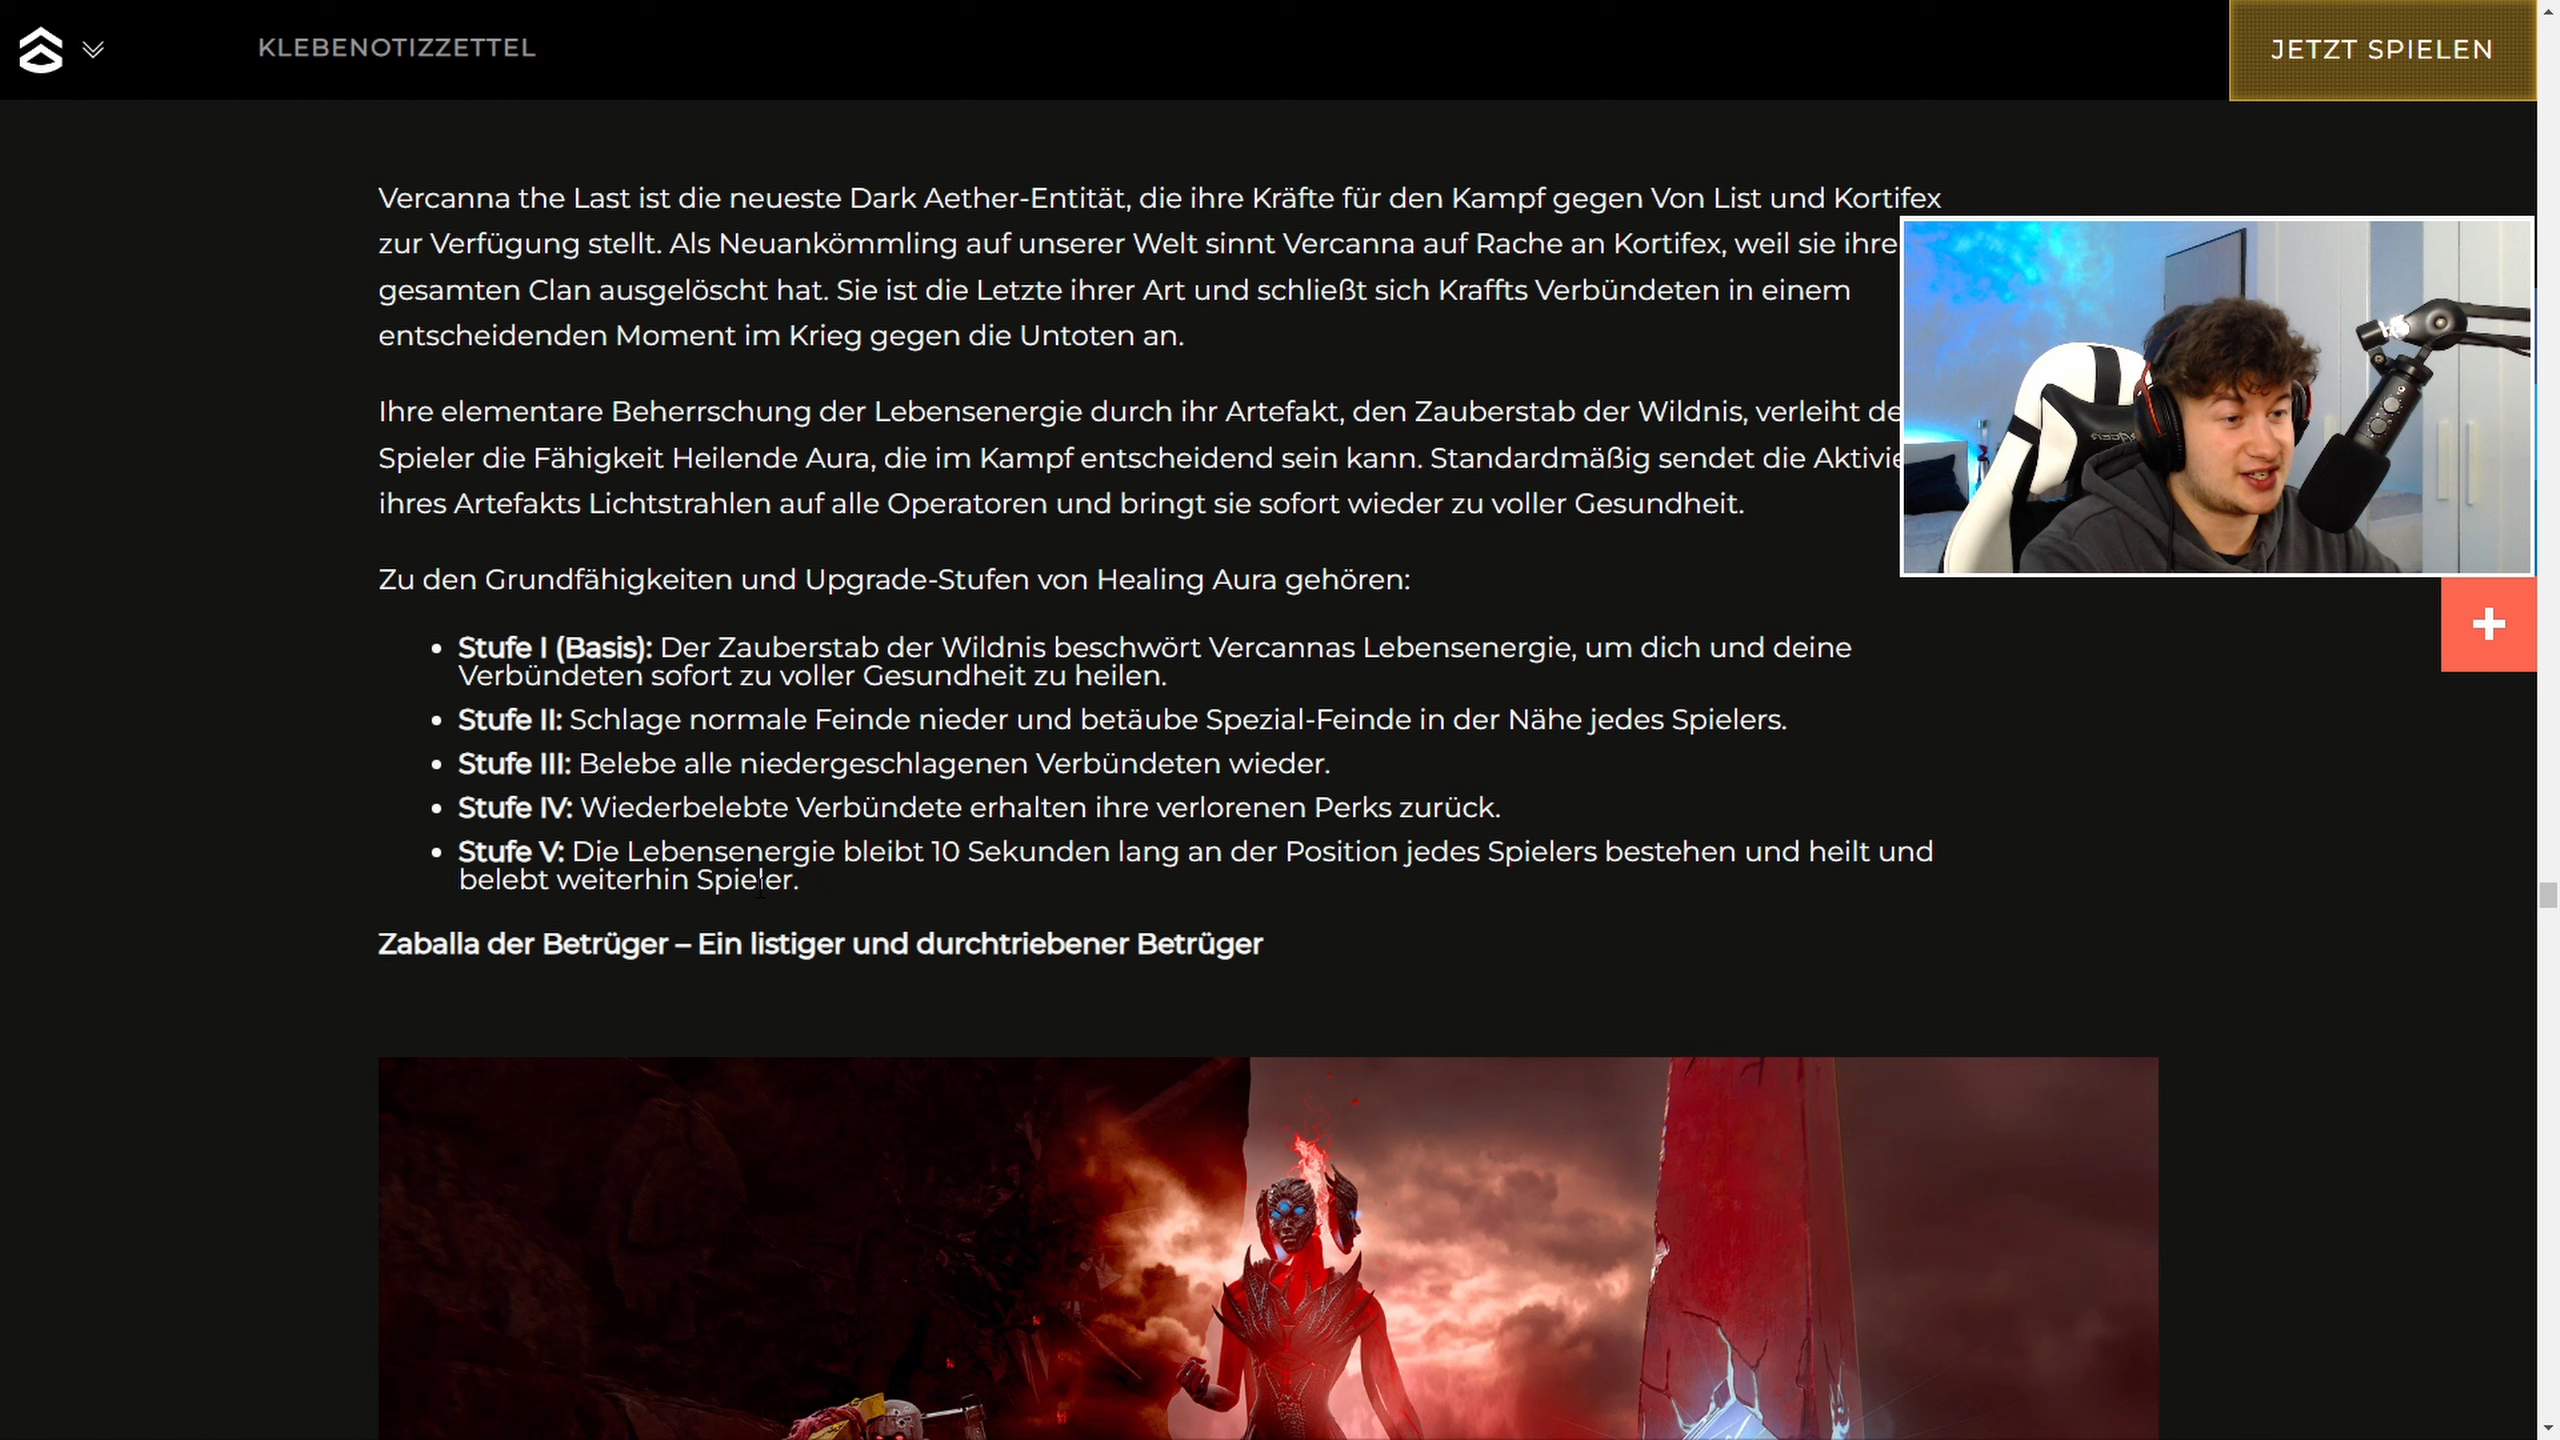 KLEBENOTIZZETTEL
JETZT SPIELEN
Vercanna the Last ist die neueste Dark Aether-Entität, die ihre Kräfte für den Kampf gegen Von List und Kortifex
zur Verfügung stellt. Als Neuankömmling auf unserer Welt sinnt Vercanna auf Rache an Kortifex, weil sie ihre
gesamten Clan ausgelöscht hat. Sie ist die Letzte ihrer Art und schließt sich Kraffts Verbündeten in einem
entscheidenden Moment im Krieg gegen die Untoten an.
Ihre elementare Beherrschung der Lebensenergie durch ihr Artefakt, den Zauberstab der Wildnis, verleiht
Spieler die Fähigkeit Heilende Aura, die im Kampf entscheidend sein kann. Standardmäßig sendet die
ihres Artefakts Lichtstrahlen auf alle Operatoren und bringt sie sofort wieder zu voller Gesundheit.
Zu den Grundfähigkeiten und Upgrade-Stufen von Healing Aura gehören:
• Stufe I (Basis): Der Zauberstab der Wildnis beschwört Vercannas Lebensenergie, um dich und deine
Verbündeten sofort zu voller Gesundheit zu heilen.
• Stufe II: Schlage normale Feinde nieder und betäube Spezial-Feinde in der Nähe jedes Spielers.
• Stufe III: Belebe alle niedergeschlagenen Verbündeten wieder.
• Stufe IV: Wiederbelebte Verbündete erhalten ihre verlorenen Perks zurück.
• Stufe V: Die Lebensenergie bleibt 10 Sekunden lang an der Position jedes Spielers bestehen und heilt und
belebt weiterhin Spieler.
Zaballa der Betrüger – Ein listiger und durchtriebener Betrüger